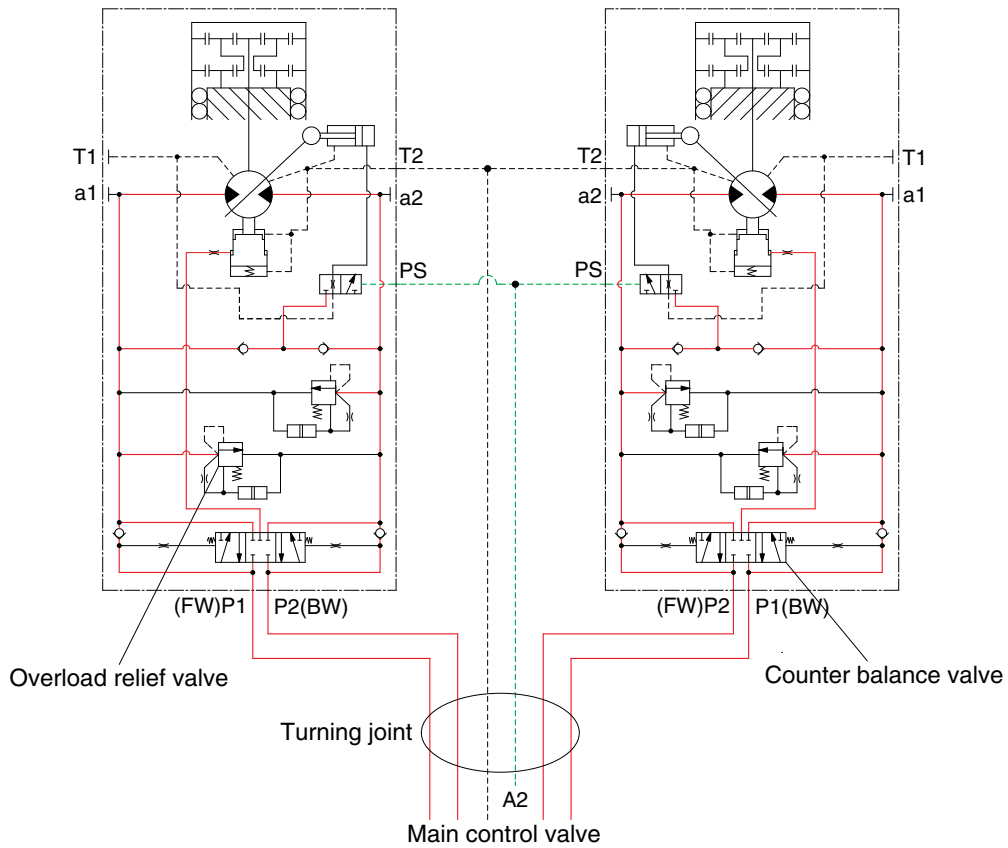 T1
T2
T2
T1
a1
a2
a2
a1
PS
PS
(FW)P1
P2(BW)
(FW)P2
P1(BW)
Overload relief valve
Counter balance valve
Turning joint
A2
Main control valve